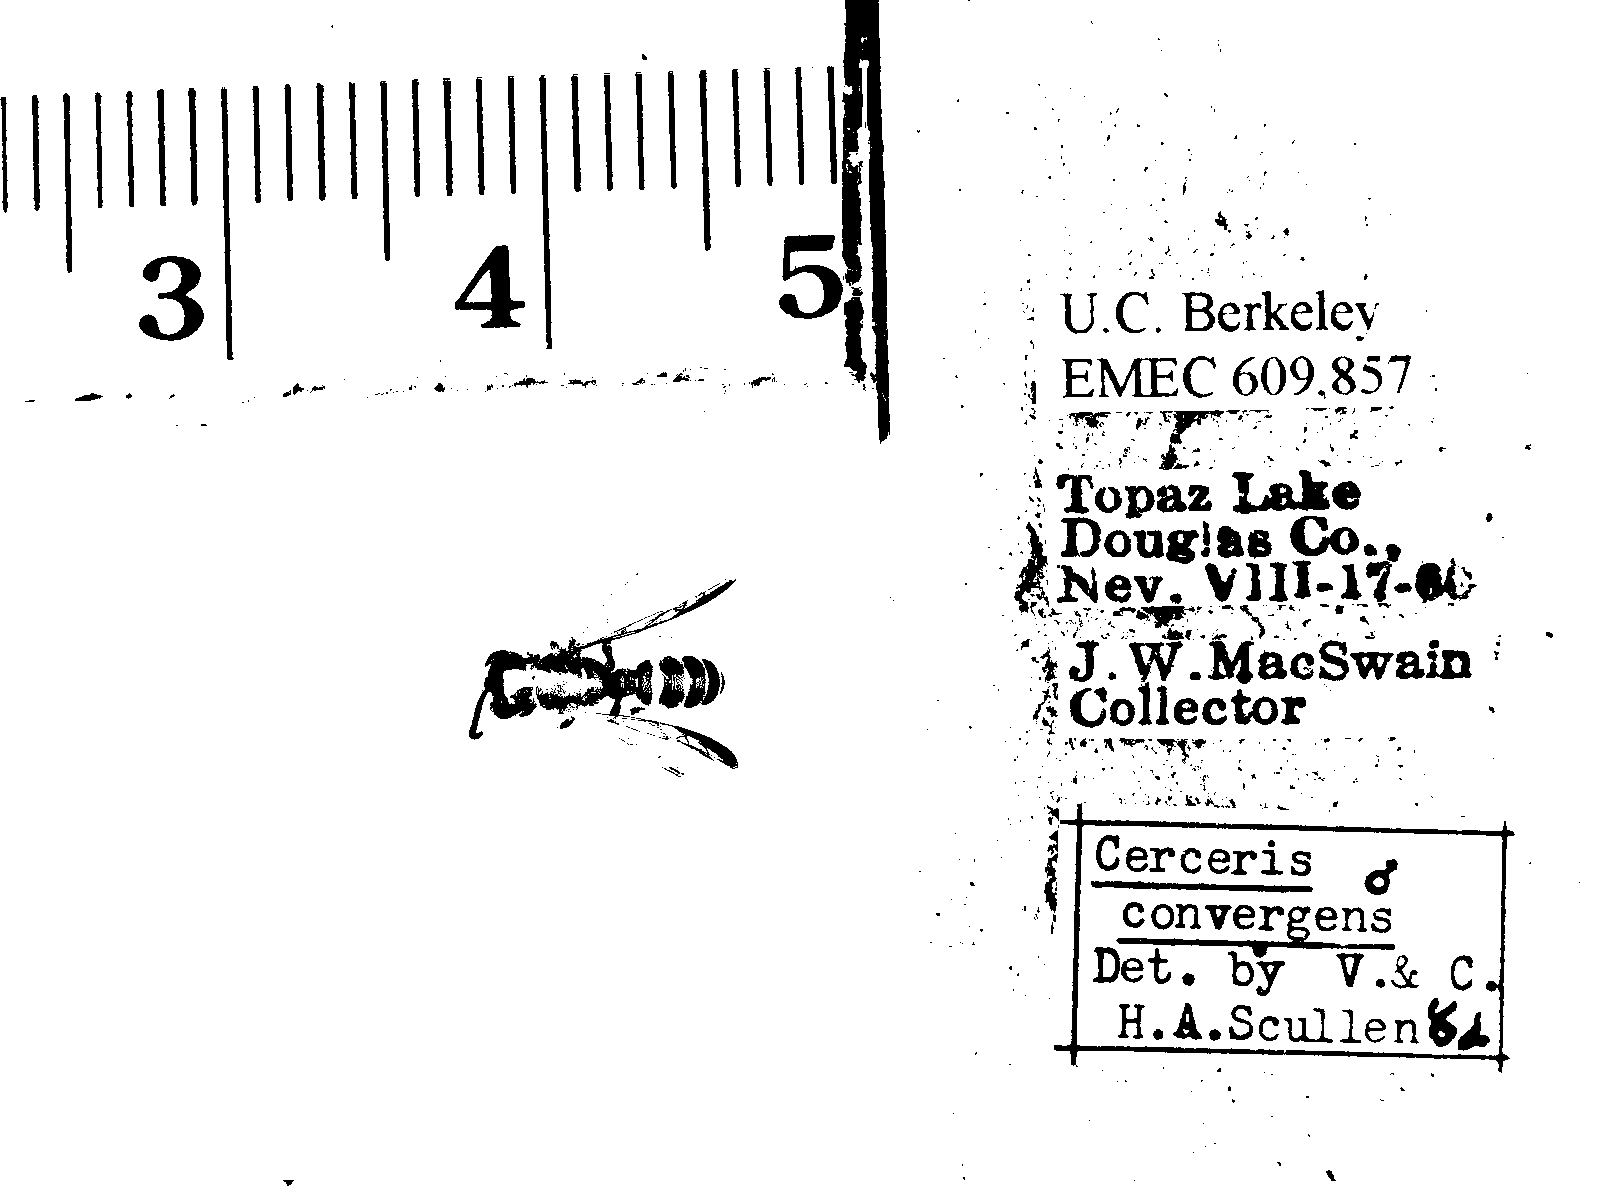 3 4 5
U.C. Berkeley
EMEC 609,857
Topaz Lake
Douglas Co.,
Nev. VIII-17-60
J.W.MacSwain
Collector
Cerceris ♂
convergens
Det. by V.& C.
H.A.Scullen